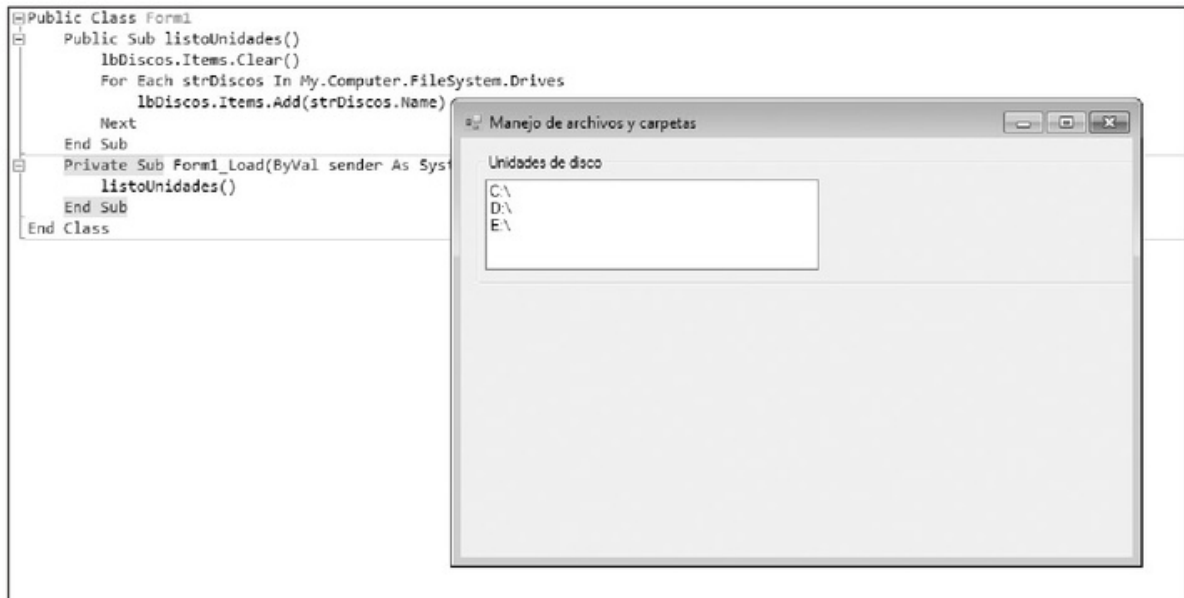 Public Class Form1
Public Sub listoUnidades()
lbDiscos.Items.Clear()
For Each strDiscos In My.Computer.FileSystem.Drives
lbDiscos.Items.Add(strDiscos.Name)
Next
End Sub
Private Sub Form1_Load(ByVal sender As Syst
listoUnidades()
End Sub
End Class
Manejo de archivos y carpetas
Unidades de disco
C:\
D:\
E:\